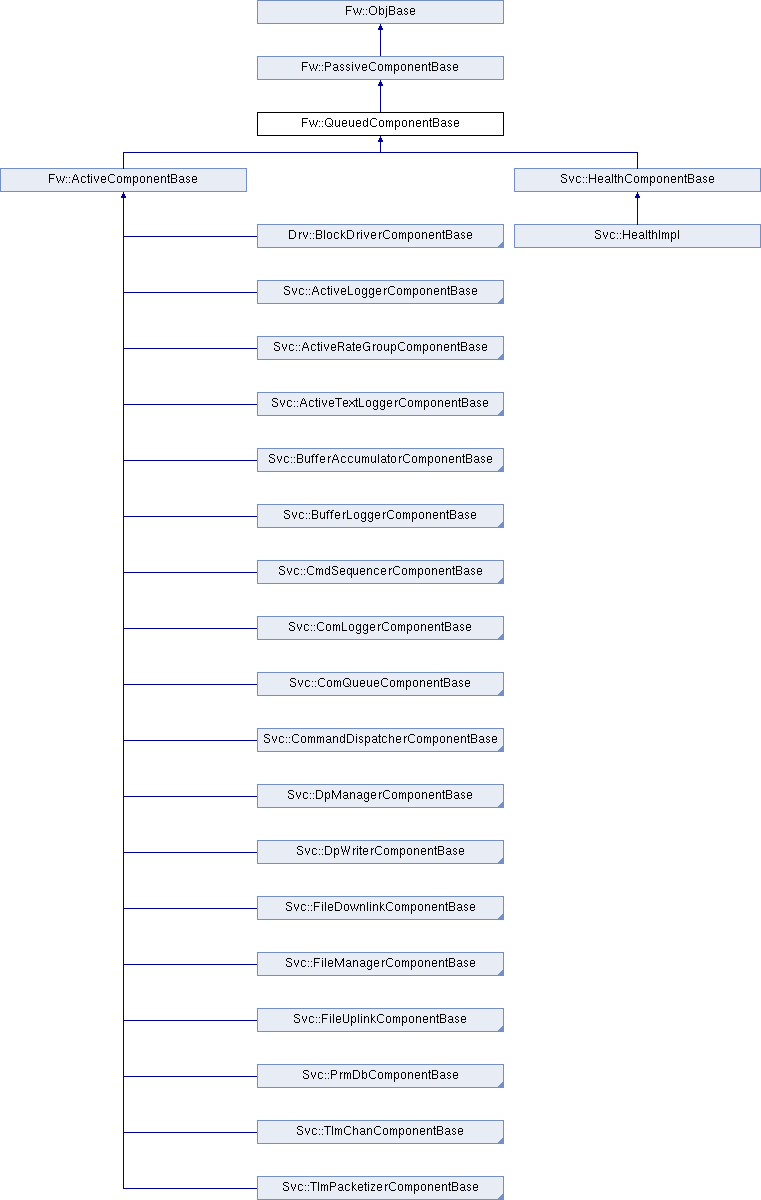 Fw::ObjBase
Fw::PassiveComponentBase
Fw::QueuedComponentBase
Fw::ActiveComponentBase
Svc::HealthComponentBase
Drv::BlockDriverComponentBase
Svc::HealthImpl
Svc::ActiveLoggerComponentBase
Svc::ActiveRateGroupComponentBase
Svc::ActiveTextLoggerComponentBase
Svc::BufferAccumulatorComponentBase
Svc::BufferLoggerComponentBase
Svc::CmdSequencerComponentBase
Svc::ComLoggerComponentBase
Svc::ComQueueComponentBase
Svc::CommandDispatcherComponentBase
Svc::DpManagerComponentBase
Svc::DpWriterComponentBase
Svc::FileDownlinkComponentBase
Svc::FileManagerComponentBase
Svc::FileUplinkComponentBase
Svc::PrmDbComponentBase
Svc::TlmChanComponentBase
Svc::TlmPacketizerComponentBase